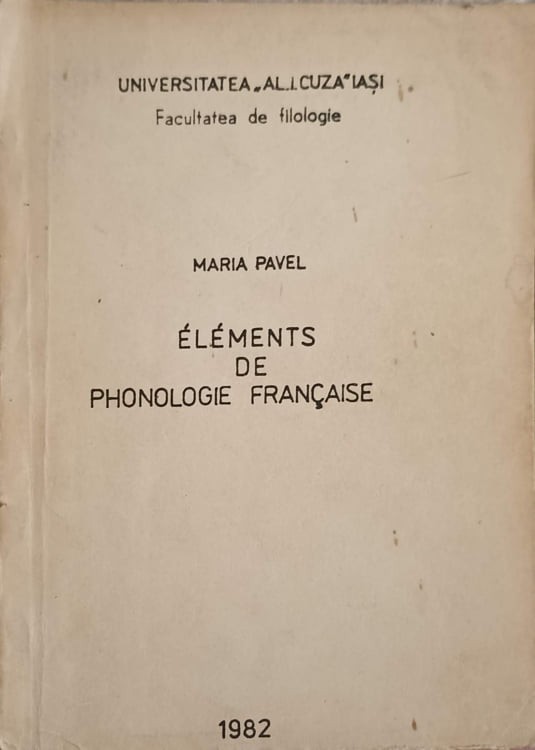 UNIVERSITATEA „AL.I.CUZA" IAȘI
Facultatea de filologie
MARIA PAVEL
ÉLÉMENTS
DE
PHONOLOGIE FRANÇAISE
1982